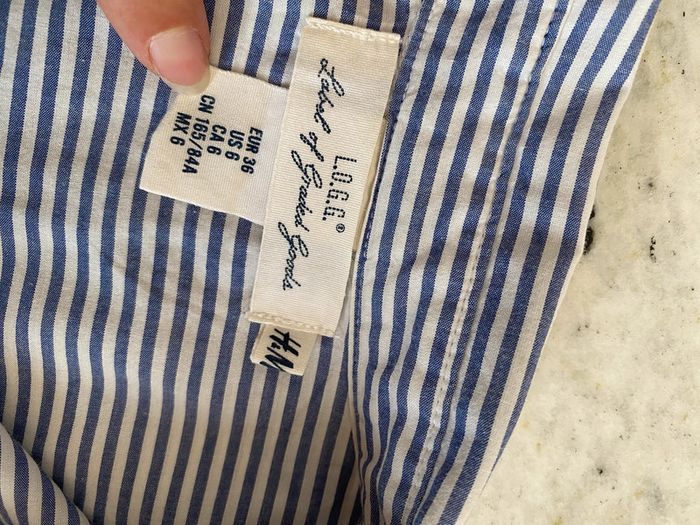 EUR 36
US 6
CA 6
CN 165/84A
MX 6
L.O.G.G.®
Label of Graded Goods
H&M